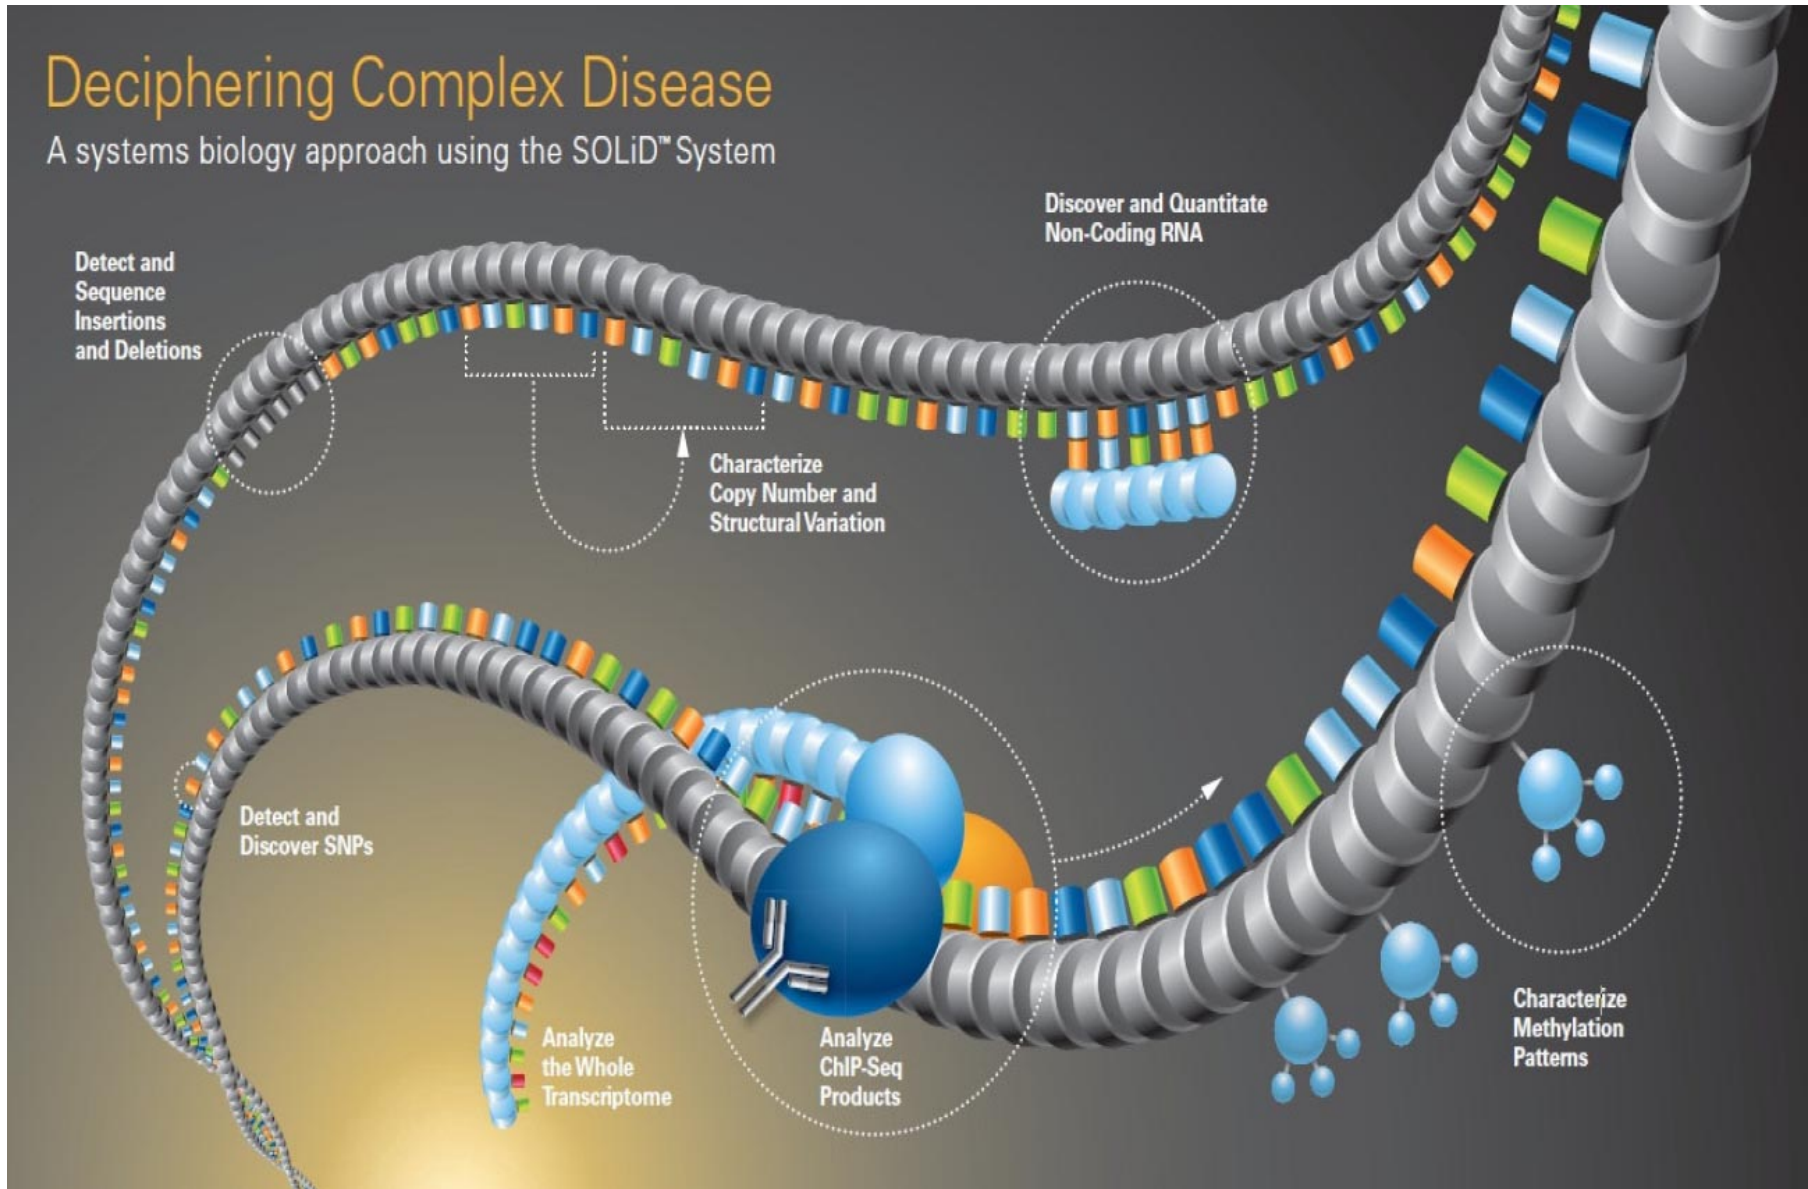 Deciphering Complex Disease
A systems biology approach using the SOLiD™ System
Discover and Quantitate
Non-Coding RNA
Detect and
Sequence
Insertions
and Deletions
Characterize
Copy Number and
Structural Variation
Detect and
Discover SNPs
Analyze
the Whole
Transcriptome
Analyze
ChIP-Seq
Products
Characterize
Methylation
Patterns